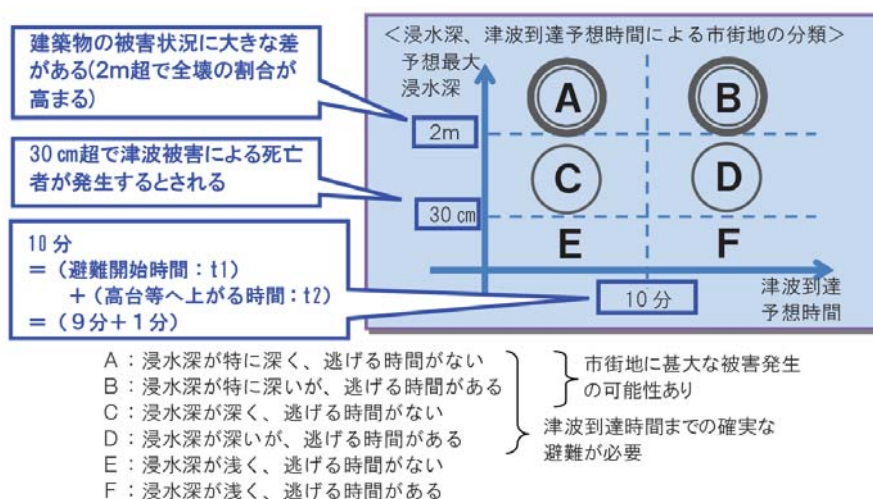 建築物の被害状況に大きな差
がある(2m超で全壊の割合が
高まる)
30㎝超で津波被害による死亡
者が発生するとされる
10分
=(避難開始時間:t1)
+(高台等へ上がる時間:t2)
=(9分+1分)
<浸水深、津波到達予想時間による市街地の分類>
予想最大
浸水深
2m
30㎝
A
B
C
D
E
F
10分
津波到達
予想時間
A:浸水深が特に深く、逃げる時間がない
B:浸水深が特に深いが、逃げる時間がある
C:浸水深が深く、逃げる時間がない
D:浸水深が深いが、逃げる時間がある
E:浸水深が浅く、逃げる時間がない
F:浸水深が浅く、逃げる時間がある
市街地に甚大な被害発生
の可能性あり
津波到達時間までの確実な
避難が必要